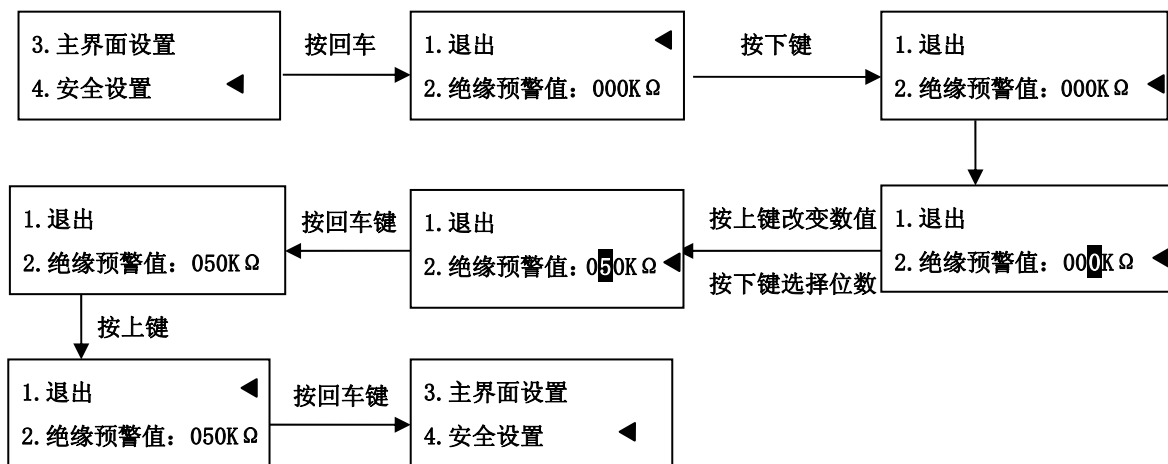 3.主界面设置
4.安全设置
按回车
1.退出
2.绝缘预警值：000KΩ
按下键
1.退出
2.绝缘预警值：000KΩ
1.退出
2.绝缘预警值：000KΩ
按上键改变数值
按下键选择位数
1.退出
2.绝缘预警值：050KΩ
按回车键
1.退出
2.绝缘预警值：050KΩ
按上键
1.退出
2.绝缘预警值：050KΩ
按回车键
3.主界面设置
4.安全设置